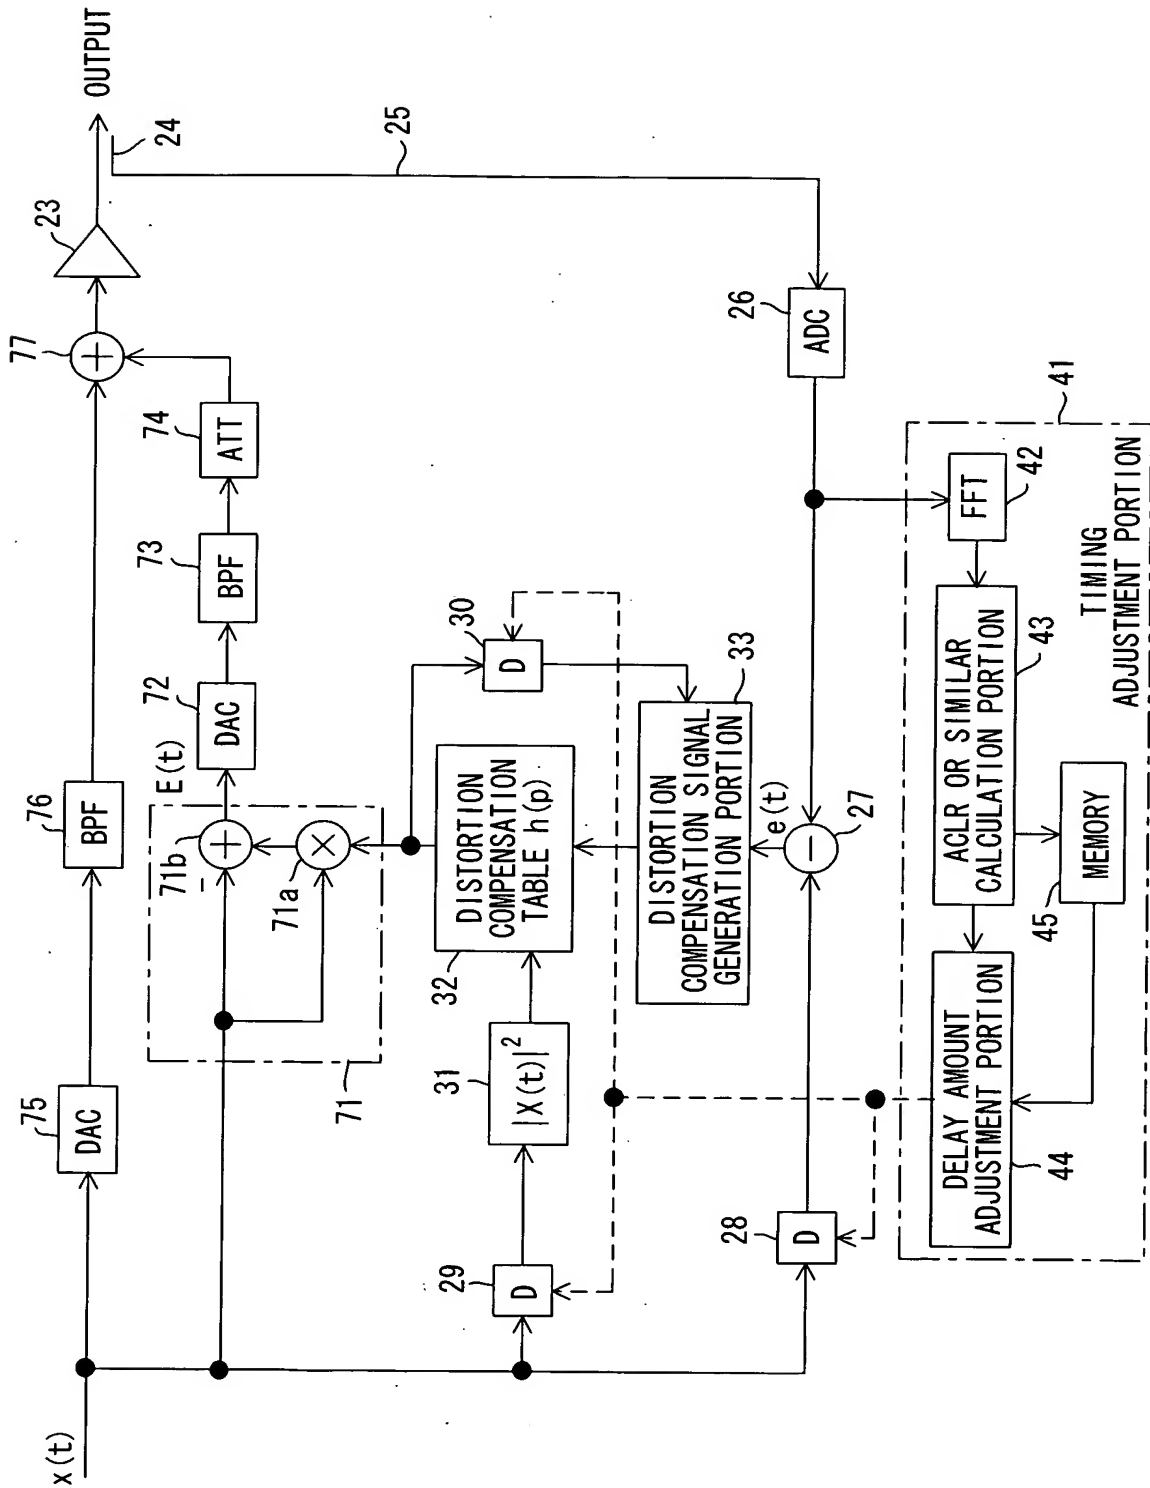 x(t)
75
DAC
76
BPF
77
+
23
24
OUTPUT
25
71
71b
-
+
71a
×
E(t)
72
DAC
73
BPF
74
ATT
29
D
31
|X(t)|²
32
DISTORTION
COMPENSATION
TABLE h(p)
30
D
33
DISTORTION
COMPENSATION SIGNAL
GENERATION PORTION
28
D
e(t)
-
27
26
ADC
41
TIMING
ADJUSTMENT PORTION
42
FFT
ACLR OR SIMILAR
CALCULATION PORTION
43
MEMORY
45
DELAY AMOUNT
ADJUSTMENT PORTION
44